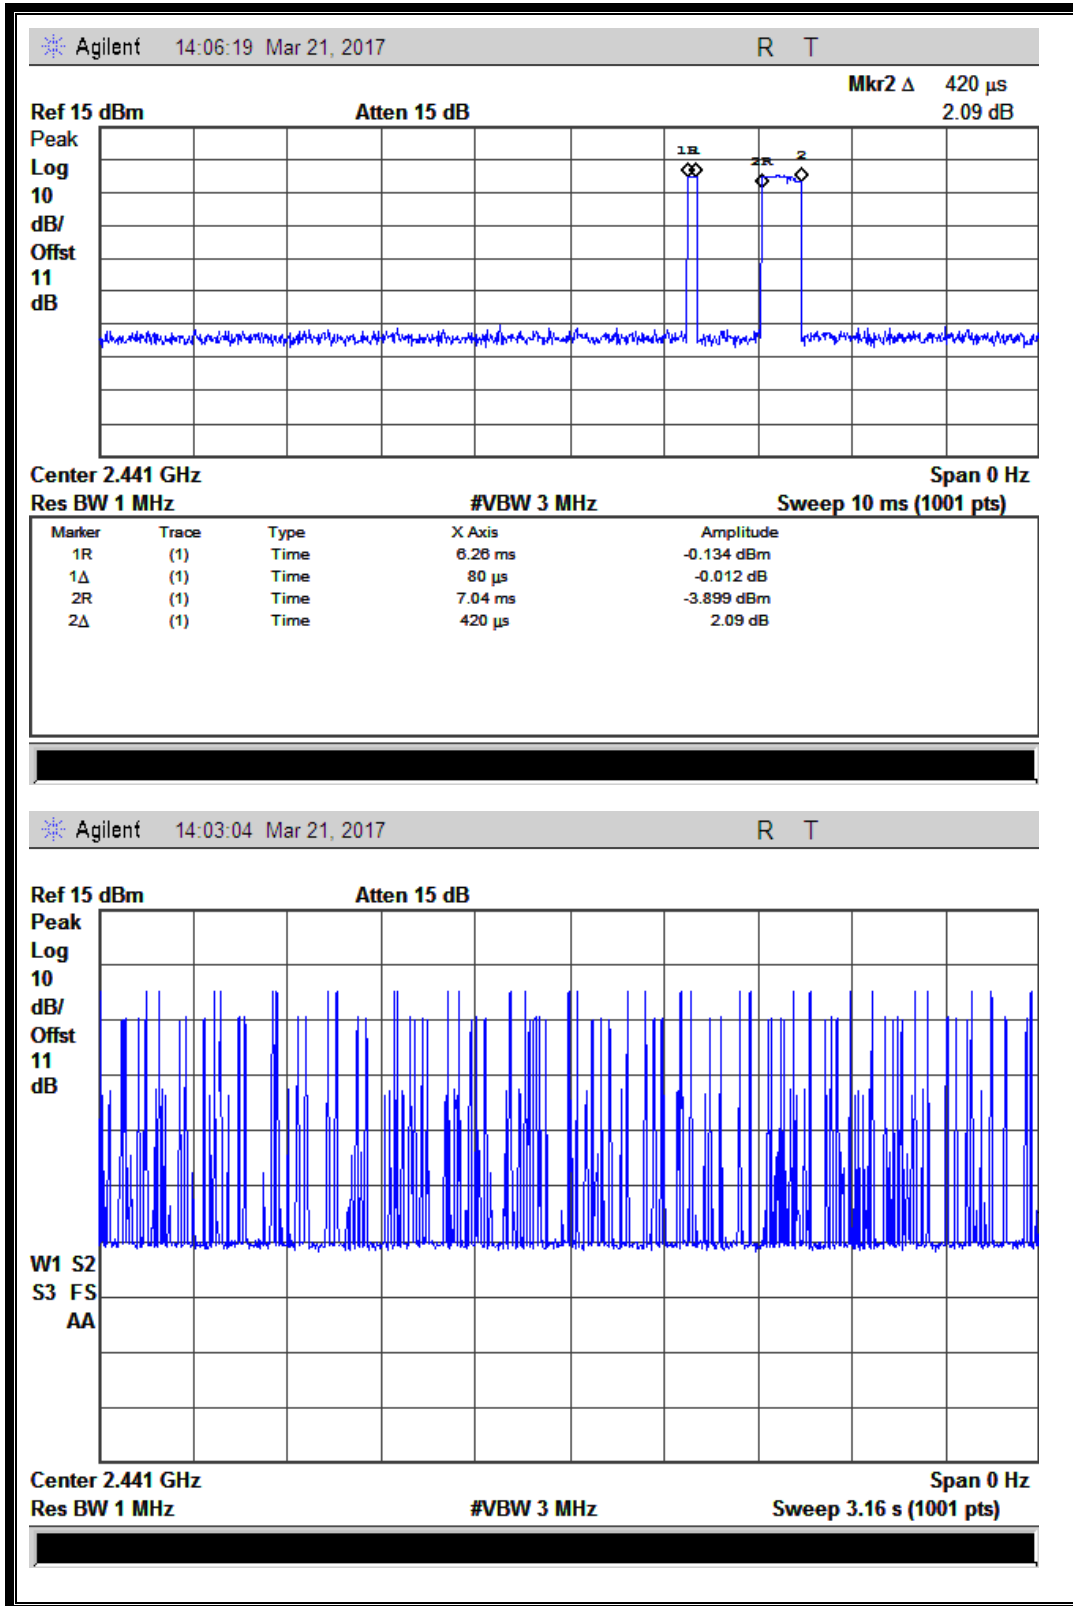 Agilent 14:06:19 Mar 21, 2017 R T
Mkr2 Δ 420 µs
Ref 15 dBm Atten 15 dB 2.09 dB
Peak
Log
10
dB/
Offst
11
dB
1R
2R 2
Center 2.441 GHz Span 0 Hz
Res BW 1 MHz #VBW 3 MHz Sweep 10 ms (1001 pts)
Marker Trace Type X Axis Amplitude
1R (1) Time 6.26 ms -0.134 dBm
1Δ (1) Time 80 µs -0.012 dB
2R (1) Time 7.04 ms -3.899 dBm
2Δ (1) Time 420 µs 2.09 dB
Agilent 14:03:04 Mar 21, 2017 R T
Ref 15 dBm Atten 15 dB
Peak
Log
10
dB/
Offst
11
dB
W1 S2
S3 FS
AA
Center 2.441 GHz Span 0 Hz
Res BW 1 MHz #VBW 3 MHz Sweep 3.16 s (1001 pts)